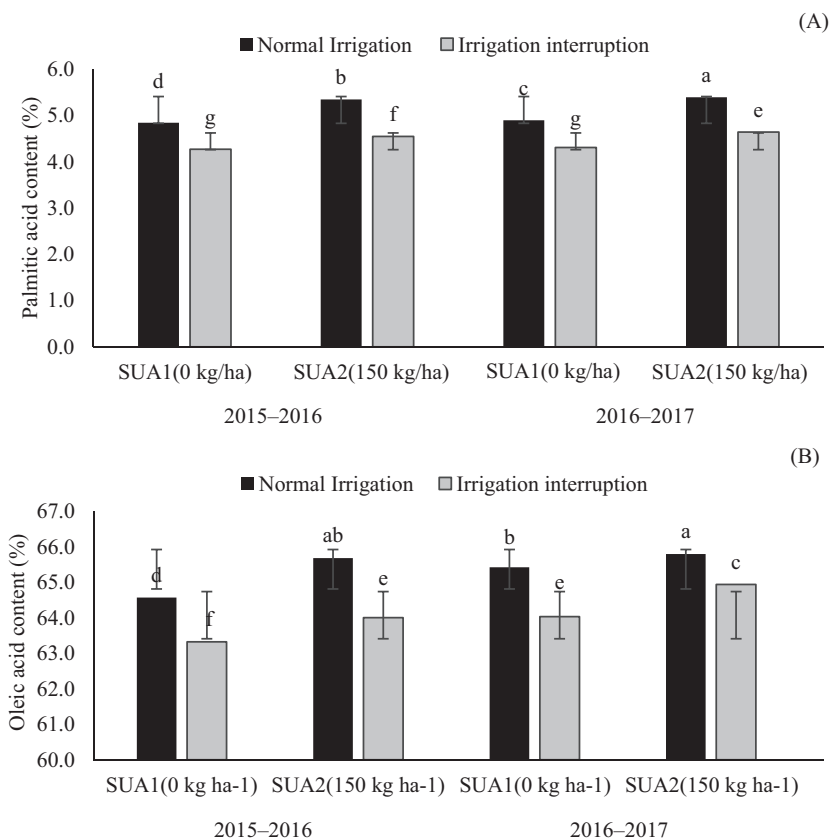 (A)
Normal Irrigation Irrigation interruption
Palmitic acid content (%)
6.0
5.0
4.0
3.0
2.0
1.0
0.0
d g b f c g a e
SUA1(0 kg/ha) SUA2(150 kg/ha) SUA1(0 kg/ha) SUA2(150 kg/ha)
2015–2016 2016–2017
(B)
Normal Irrigation Irrigation interruption
Oleic acid content (%)
67.0
66.0
65.0
64.0
63.0
62.0
61.0
60.0
d f ab e b e a c
SUA1(0 kg ha-1) SUA2(150 kg ha-1) SUA1(0 kg ha-1) SUA2(150 kg ha-1)
2015–2016 2016–2017